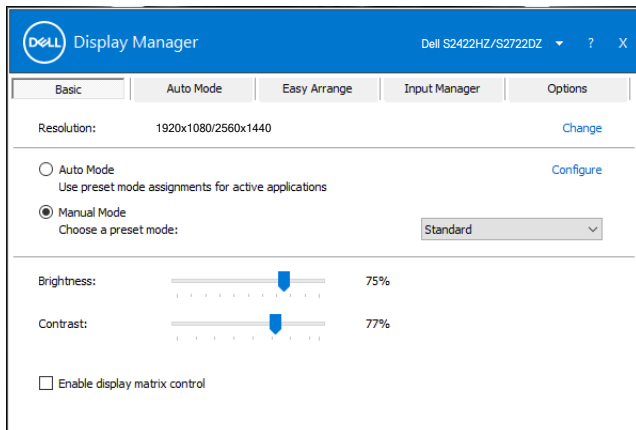 DELL Display Manager Dell S2422HZ/S2722DZ ? X
Basic Auto Mode Easy Arrange Input Manager Options
Resolution: 1920x1080/2560x1440 Change
Auto Mode Configure
Use preset mode assignments for active applications
Manual Mode
Choose a preset mode: Standard
Brightness: 75%
Contrast: 77%
Enable display matrix control